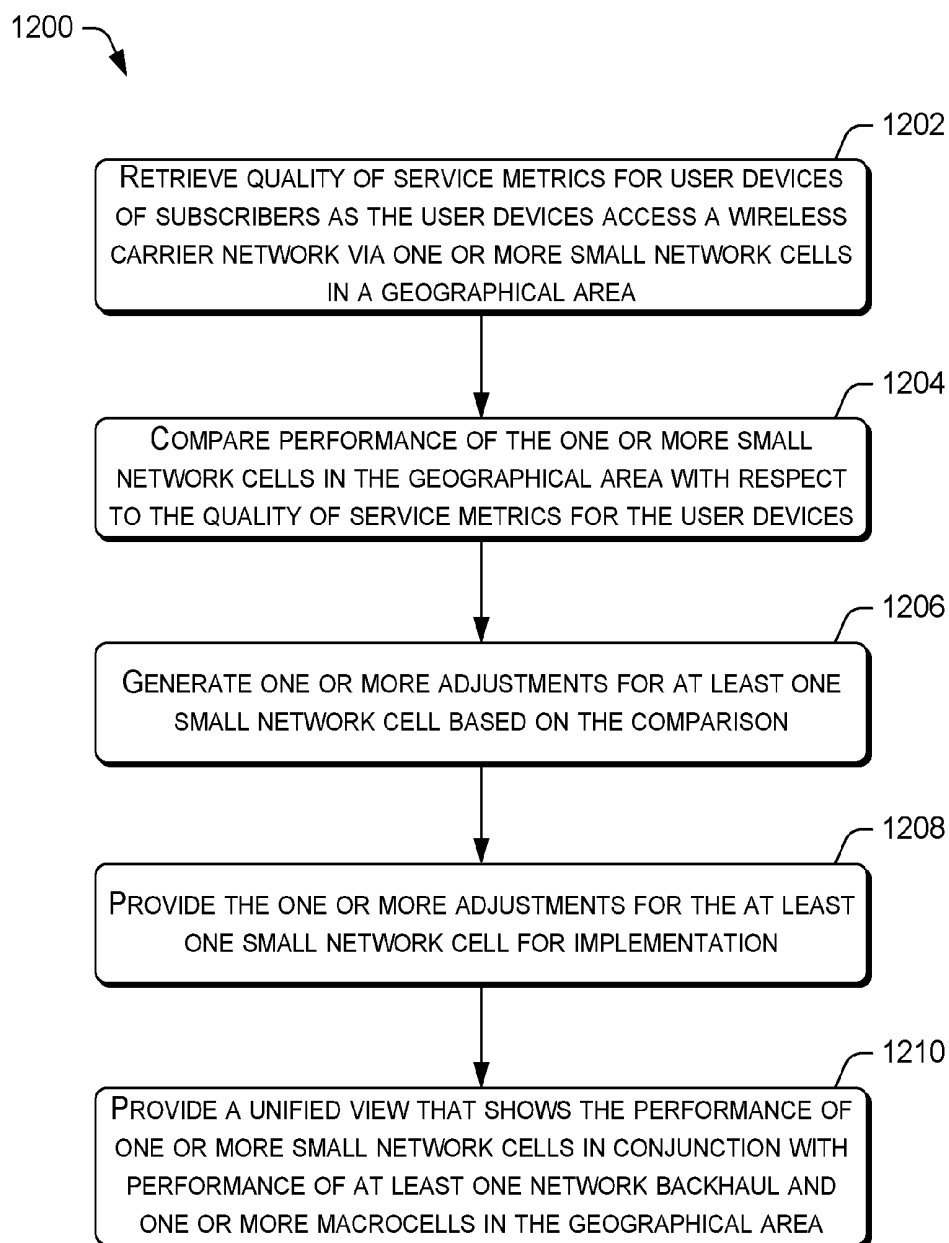 1200
1202
RETRIEVE QUALITY OF SERVICE METRICS FOR USER DEVICES
OF SUBSCRIBERS AS THE USER DEVICES ACCESS A WIRELESS
CARRIER NETWORK VIA ONE OR MORE SMALL NETWORK CELLS
IN A GEOGRAPHICAL AREA
1204
COMPARE PERFORMANCE OF THE ONE OR MORE SMALL
NETWORK CELLS IN THE GEOGRAPHICAL AREA WITH RESPECT
TO THE QUALITY OF SERVICE METRICS FOR THE USER DEVICES
1206
GENERATE ONE OR MORE ADJUSTMENTS FOR AT LEAST ONE
SMALL NETWORK CELL BASED ON THE COMPARISON
1208
PROVIDE THE ONE OR MORE ADJUSTMENTS FOR THE AT LEAST
ONE SMALL NETWORK CELL FOR IMPLEMENTATION
1210
PROVIDE A UNIFIED VIEW THAT SHOWS THE PERFORMANCE OF
ONE OR MORE SMALL NETWORK CELLS IN CONJUNCTION WITH
PERFORMANCE OF AT LEAST ONE NETWORK BACKHAUL AND
ONE OR MORE MACROCELLS IN THE GEOGRAPHICAL AREA